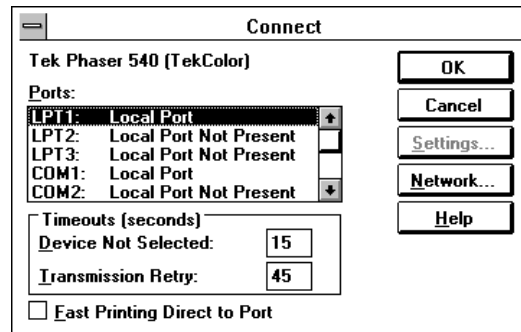 Connect
Tek Phaser 540 (TekColor)
Ports:
LPT1: Local Port
LPT2: Local Port Not Present
LPT3: Local Port Not Present
COM1: Local Port
COM2: Local Port Not Present
Timeouts (seconds)
Device Not Selected: 15
Transmission Retry: 45
Fast Printing Direct to Port
OK
Cancel
Settings...
Network...
Help